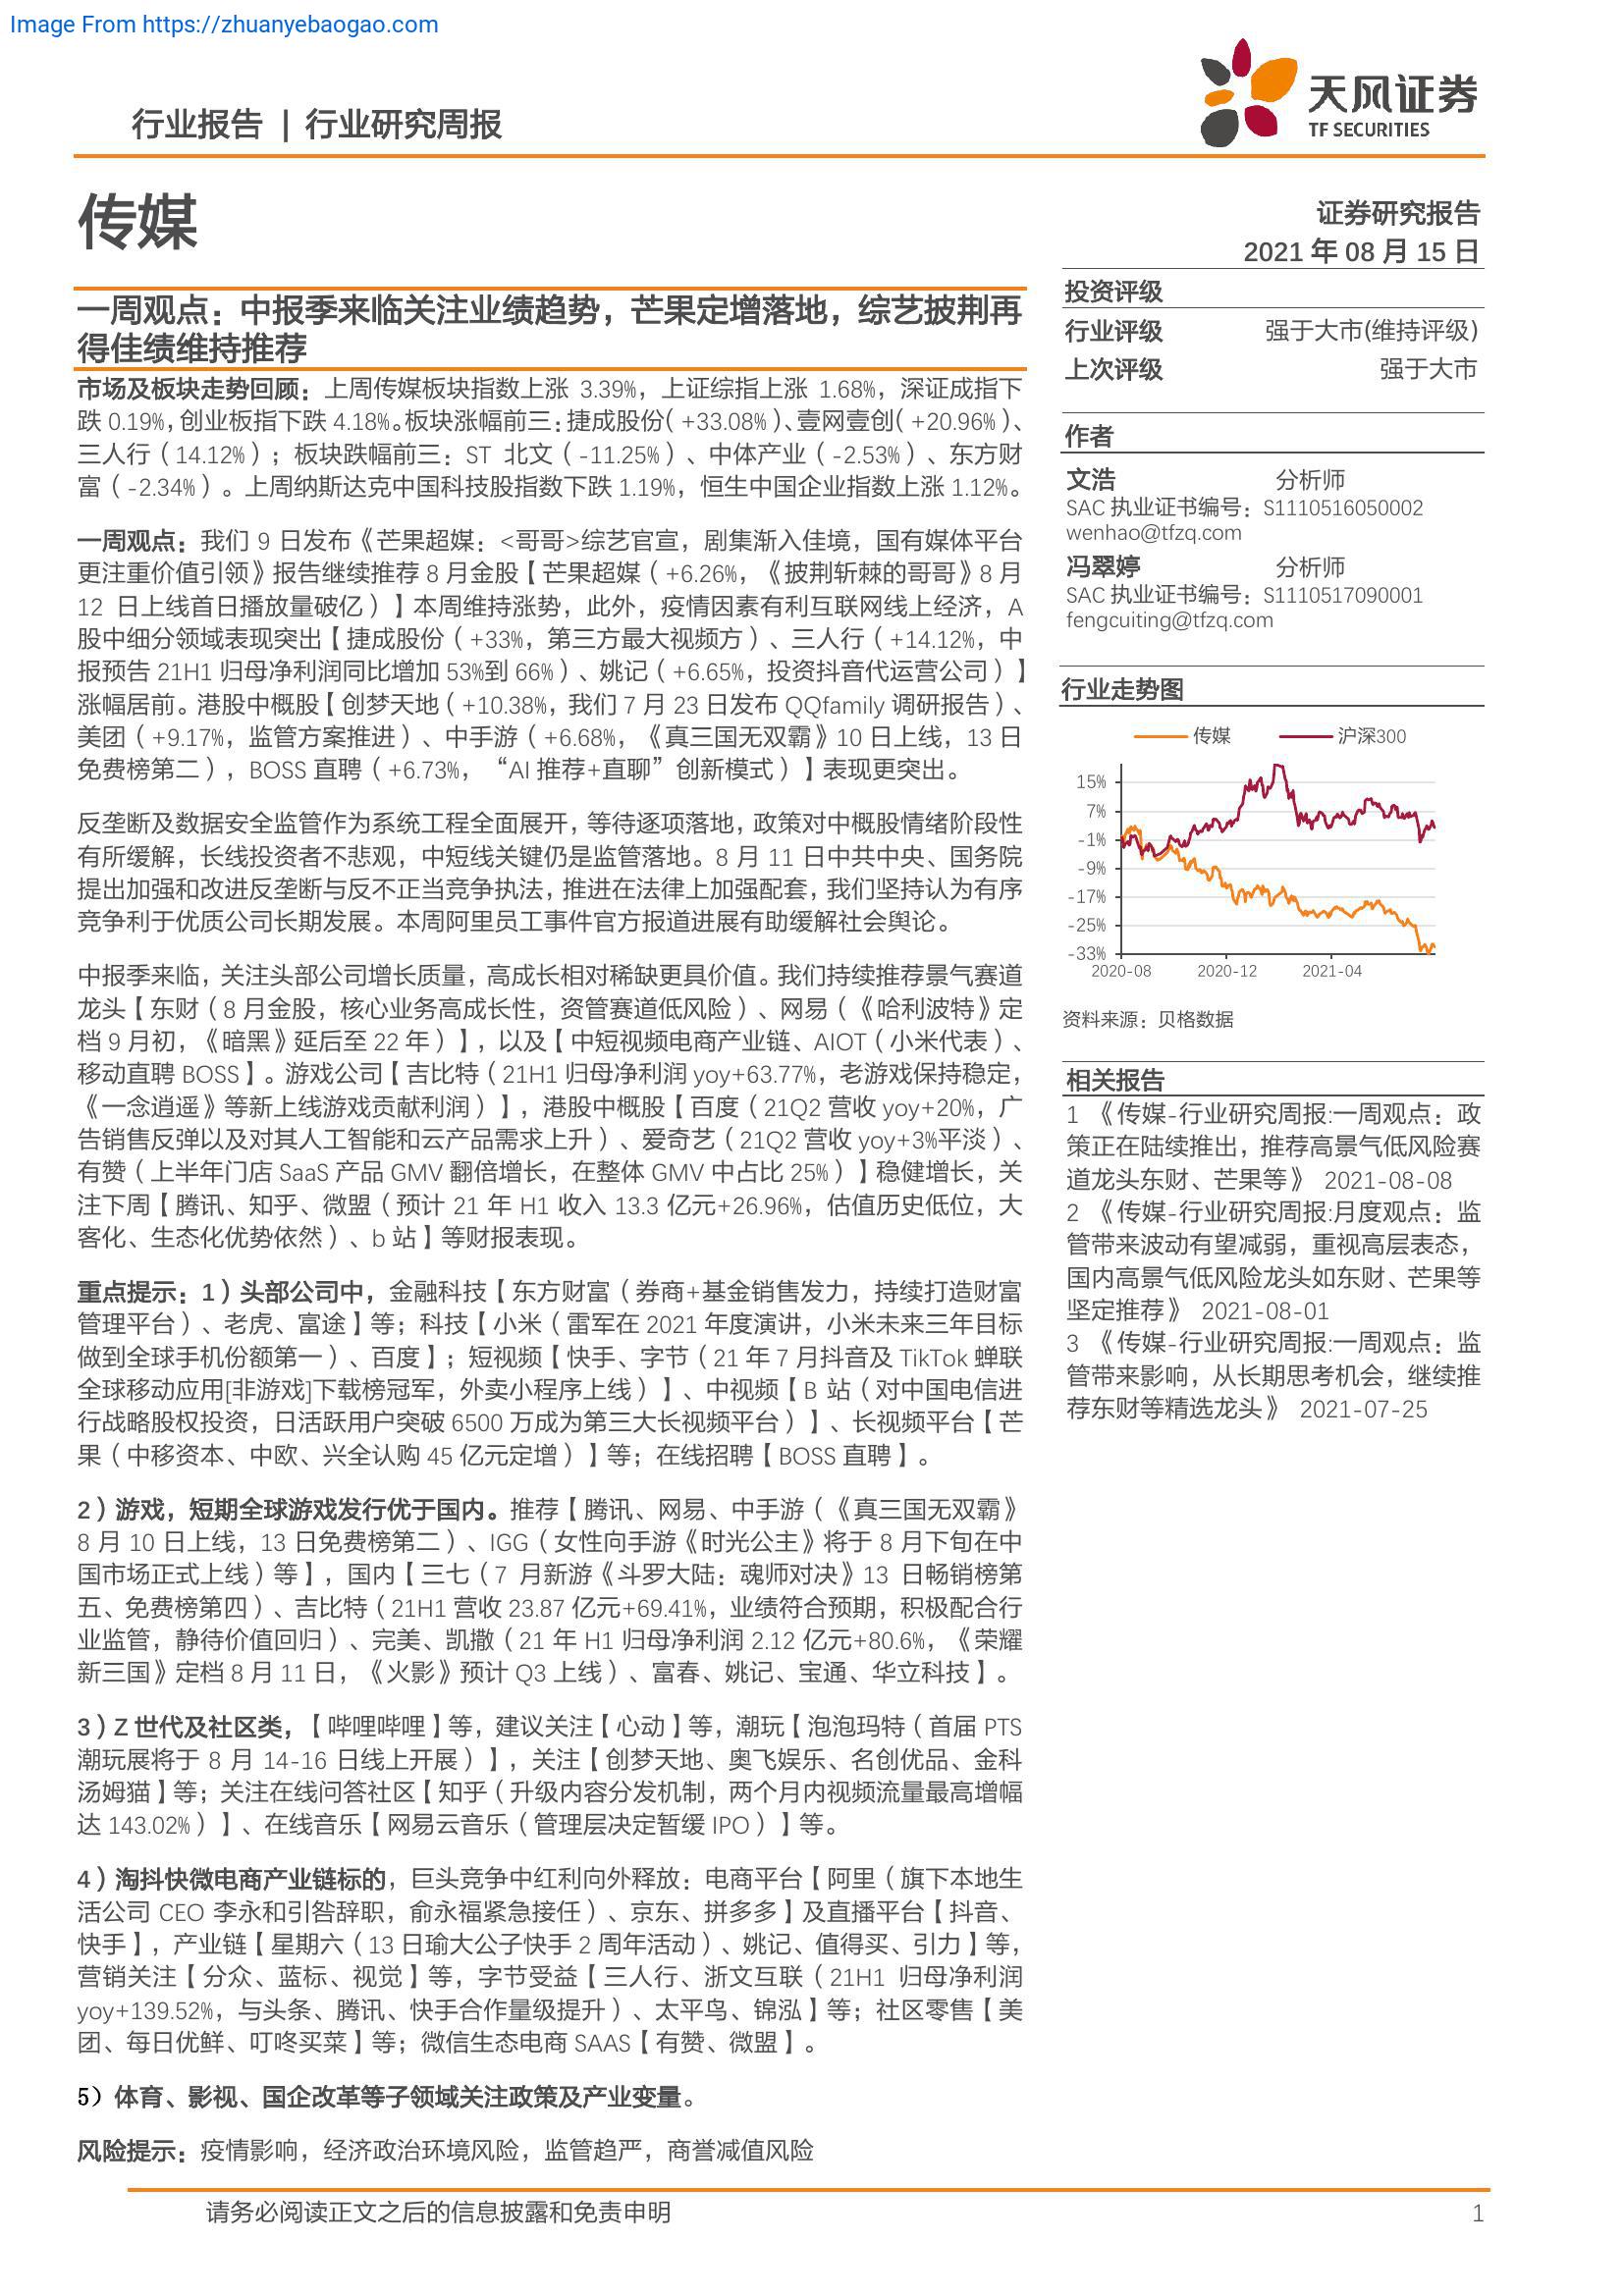 Image From https://zhuanyebaogao.com
行业报告 | 行业研究周报
天风证券
TF SECURITIES
传媒
证券研究报告
2021 年 08 月 15 日
一周观点：中报季来临关注业绩趋势，芒果定增落地，综艺披荆再
得佳绩维持推荐
市场及板块走势回顾：上周传媒板块指数上涨 3.39%，上证综指上涨 1.68%，深证成指下
跌 0.19%，创业板指下跌 4.18%。板块涨幅前三：捷成股份（+33.08%）、壹网壹创（+20.96%）、
三人行（14.12%）；板块跌幅前三：ST 北文（-11.25%）、中体产业（-2.53%）、东方财
富（-2.34%）。上周纳斯达克中国科技股指数下跌 1.19%，恒生中国企业指数上涨 1.12%。
一周观点：我们 9 日发布《芒果超媒：<哥哥>综艺官宣，剧集渐入佳境，国有媒体平台
更注重价值引领》报告继续推荐 8 月金股【芒果超媒（+6.26%，《披荆斩棘的哥哥》8 月
12 日上线首日播放量破亿）】本周维持涨势，此外，疫情因素有利互联网线上经济，A
股中细分领域表现突出【捷成股份（+33%，第三方最大视频方）、三人行（+14.12%，中
报预告 21H1 归母净利润同比增加 53%到 66%）、姚记（+6.65%，投资抖音代运营公司）】
涨幅居前。港股中概股【创梦天地（+10.38%，我们 7 月 23 日发布 QQfamily 调研报告）、
美团（+9.17%，监管方案推进）、中手游（+6.68%，《真三国无双霸》10 日上线，13 日
免费榜第二），BOSS 直聘（+6.73%，“AI 推荐+直聊”创新模式）】表现更突出。
反垄断及数据安全监管作为系统工程全面展开，等待逐项落地，政策对中概股情绪阶段性
有所缓解，长线投资者不悲观，中短线关键仍是监管落地。8 月 11 日中共中央、国务院
提出加强和改进反垄断与反不正当竞争执法，推进在法律上加强配套，我们坚持认为有序
竞争利于优质公司长期发展。本周阿里员工事件官方报道进展有助缓解社会舆论。
中报季来临，关注头部公司增长质量，高成长相对稀缺更具价值。我们持续推荐景气赛道
龙头【东财（8 月金股，核心业务高成长性，资管赛道低风险）、网易（《哈利波特》定
档 9 月初，《暗黑》延后至 22 年）】，以及【中短视频电商产业链、AIOT（小米代表）、
移动直聘 BOSS】。游戏公司【吉比特（21H1 归母净利润 yoy+63.77%，老游戏保持稳定，
《一念逍遥》等新上线游戏贡献利润）】，港股中概股【百度（21Q2 营收 yoy+20%，广
告销售反弹以及对其人工智能和云产品需求上升）、爱奇艺（21Q2 营收 yoy+3%平淡）、
有赞（上半年门店 SaaS 产品 GMV 翻倍增长，在整体 GMV 中占比 25%）】稳健增长，关
注下周【腾讯、知乎、微盟（预计 21 年 H1 收入 13.3 亿元+26.96%，估值历史低位，大
客化、生态化优势依然）、b 站】等财报表现。
重点提示：1）头部公司中，金融科技【东方财富（券商+基金销售发力，持续打造财富
管理平台）、老虎、富途】等；科技【小米（雷军在 2021 年度演讲，小米未来三年目标
做到全球手机份额第一）、百度】；短视频【快手、字节（21 年 7 月抖音及 TikTok 蝉联
全球移动应用[非游戏]下载榜冠军，外卖小程序上线）】、中视频【B 站（对中国电信进
行战略股权投资，日活跃用户突破 6500 万成为第三大长视频平台）】、长视频平台【芒
果（中移资本、中欧、兴全认购 45 亿元定增）】等；在线招聘【BOSS 直聘】。
2）游戏，短期全球游戏发行优于国内。推荐【腾讯、网易、中手游（《真三国无双霸》
8 月 10 日上线，13 日免费榜第二）、IGG（女性向手游《时光公主》将于 8 月下旬在中
国市场正式上线）等】，国内【三七（7 月新游《斗罗大陆：魂师对决》13 日畅销榜第
五、免费榜第四）、吉比特（21H1 营收 23.87 亿元+69.41%，业绩符合预期，积极配合行
业监管，静待价值回归）、完美、凯撒（21 年 H1 归母净利润 2.12 亿元+80.6%，《荣耀
新三国》定档 8 月 11 日，《火影》预计 Q3 上线）、富春、姚记、宝通、华立科技】。
3）Z 世代及社区类，【哔哩哔哩】等，建议关注【心动】等，潮玩【泡泡玛特（首届 PTS
潮玩展将于 8 月 14-16 日线上开展）】，关注【创梦天地、奥飞娱乐、名创优品、金科
汤姆猫】等；关注在线问答社区【知乎（升级内容分发机制，两个月内视频流量最高增幅
达 143.02%）】、在线音乐【网易云音乐（管理层决定暂缓 IPO）】等。
4）淘抖快微电商产业链标的，巨头竞争中红利向外释放：电商平台【阿里（旗下本地生
活公司 CEO 李永和引咎辞职，俞永福紧急接任）、京东、拼多多】及直播平台【抖音、
快手】，产业链【星期六（13 日瑜大公子快手 2 周年活动）、姚记、值得买、引力】等，
营销关注【分众、蓝标、视觉】等，字节受益【三人行、浙文互联（21H1 归母净利润
yoy+139.52%，与头条、腾讯、快手合作量级提升）、太平鸟、锦泓】等；社区零售【美
团、每日优鲜、叮咚买菜】等；微信生态电商 SAAS【有赞、微盟】。
5）体育、影视、国企改革等子领域关注政策及产业变量。
风险提示：疫情影响，经济政治环境风险，监管趋严，商誉减值风险
投资评级
行业评级 强于大市(维持评级)
上次评级 强于大市
作者
文浩 分析师
SAC 执业证书编号：S1110516050002
wenhao@tfzq.com
冯翠婷 分析师
SAC 执业证书编号：S1110517090001
fengcuiting@tfzq.com
行业走势图
传媒 沪深300
15%
7%
-1%
-9%
-17%
-25%
-33%
2020-08 2020-12 2021-04
资料来源：贝格数据
相关报告
1 《传媒-行业研究周报:一周观点：政
策正在陆续推出，推荐高景气低风险赛
道龙头东财、芒果等》 2021-08-08
2 《传媒-行业研究周报:月度观点：监
管带来波动有望减弱，重视高层表态，
国内高景气低风险龙头如东财、芒果等
坚定推荐》 2021-08-01
3 《传媒-行业研究周报:一周观点：监
管带来影响，从长期思考机会，继续推
荐东财等精选龙头》 2021-07-25
请务必阅读正文之后的信息披露和免责申明 1